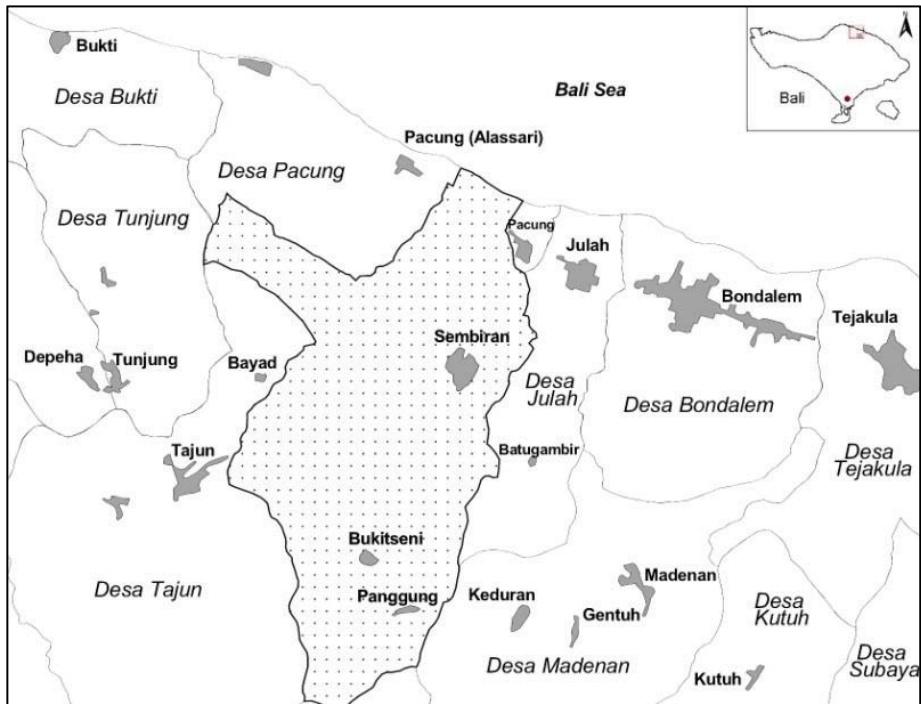 Bukti
Desa Bukti
Bali Sea
N
Bali
Pacung (Alassari)
Desa Pacung
Desa Tunjung
Pacung
Julah
Bondalem
Tejakula
Sembiran
Depeha
Tunjung
Bayad
Desa
Julah
Desa Bondalem
Tajun
Batugambir
Desa
Tejakula
Bukitseni
Desa Tajun
Panggung
Keduran
Madenan
Gentuh
Desa
Kutuh
Desa Madenan
Kutuh
Desa
Subaya